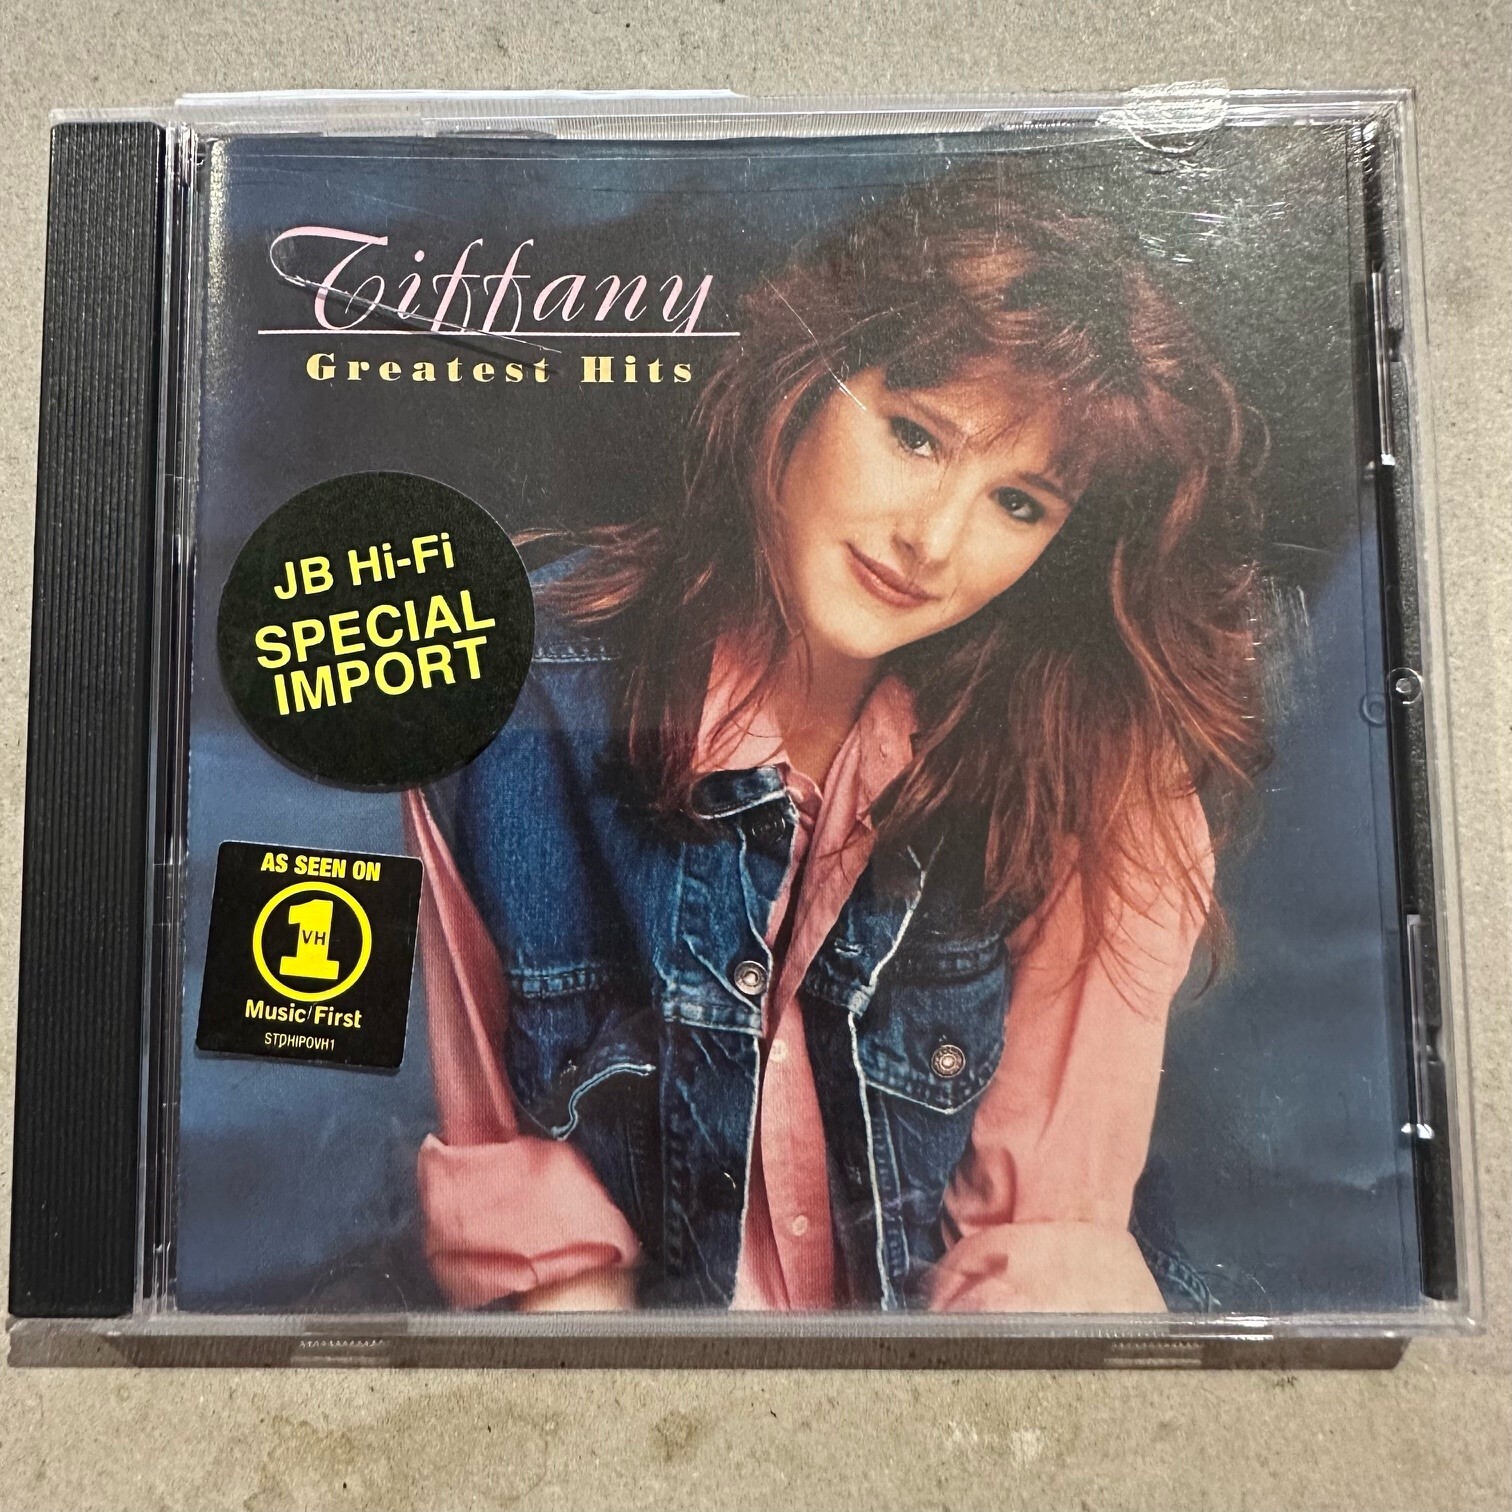 Tiffany
Greatest Hits
JB Hi-Fi
SPECIAL
IMPORT
AS SEEN ON
1
VH
Music First
STDHIPOVH1